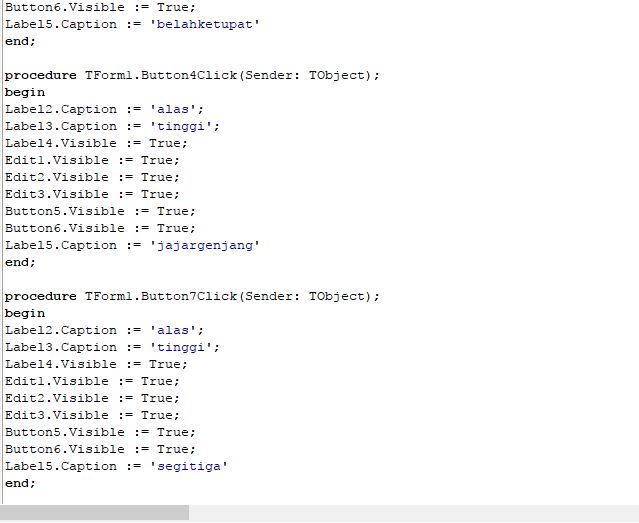 Button6.Visible := True;
Label5.Caption := 'belahketupat'
end;

procedure TForm1.Button4Click(Sender: TObject);
begin
Label2.Caption := 'alas';
Label3.Caption := 'tinggi';
Label4.Visible := True;
Edit1.Visible := True;
Edit2.Visible := True;
Edit3.Visible := True;
Button5.Visible := True;
Button6.Visible := True;
Label5.Caption := 'jajargenjang'
end;

procedure TForm1.Button7Click(Sender: TObject);
begin
Label2.Caption := 'alas';
Label3.Caption := 'tinggi';
Label4.Visible := True;
Edit1.Visible := True;
Edit2.Visible := True;
Edit3.Visible := True;
Button5.Visible := True;
Button6.Visible := True;
Label5.Caption := 'segitiga'
end;